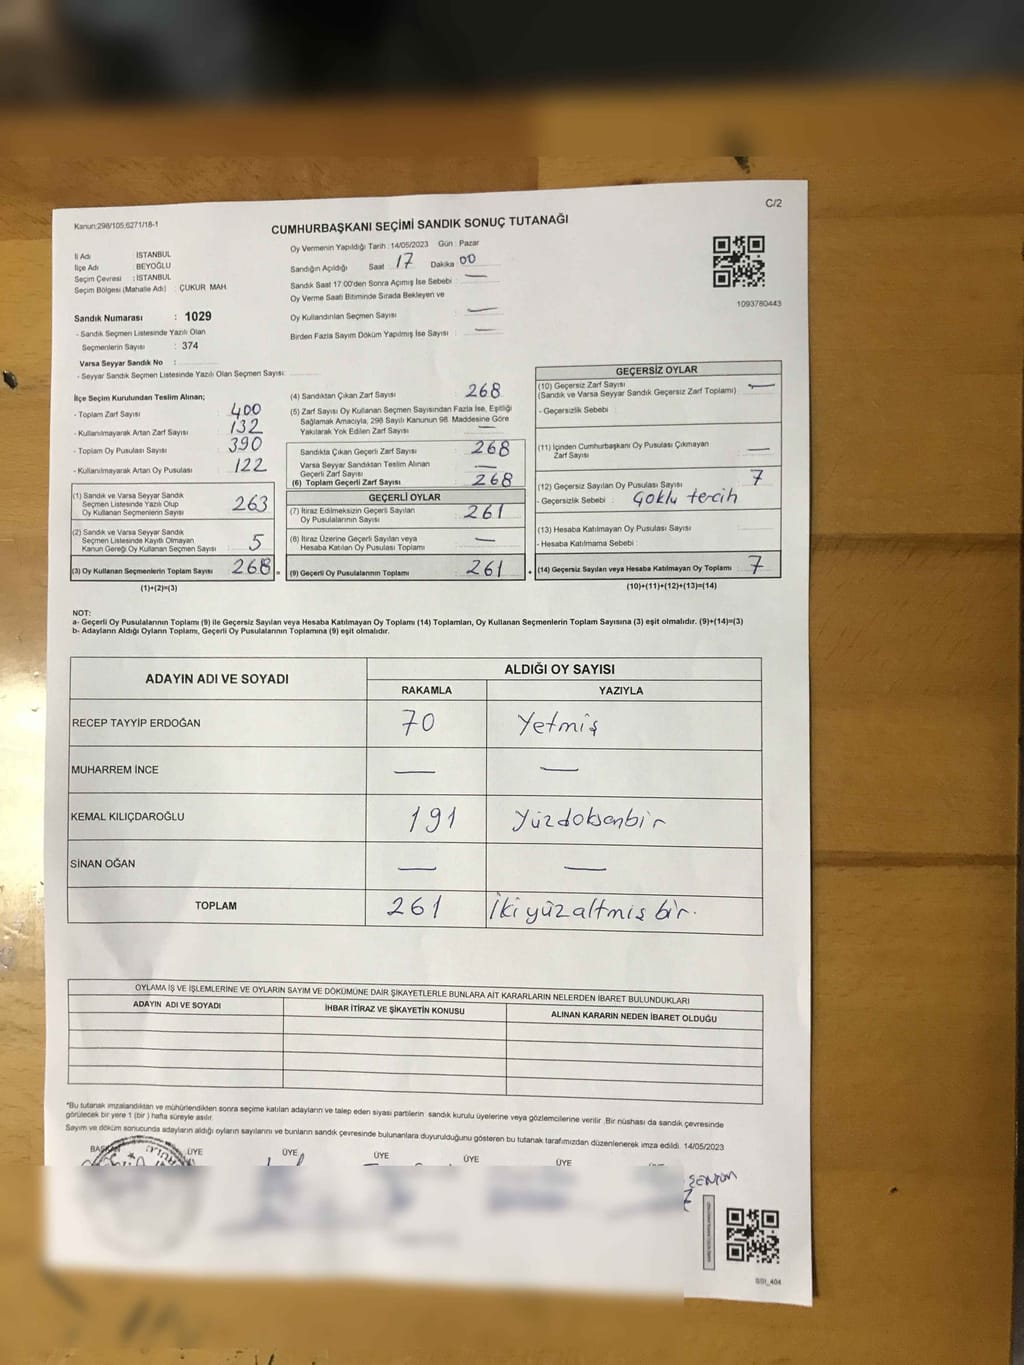 C/2
Kanun:298/105,6271/18-1
CUMHURBAŞKANI SEÇİMİ SANDIK SONUÇ TUTANAĞI
Oy Vermenin Yapıldığı Tarih : 14/05/2023 Gün : Pazar
İl Adı : İSTANBUL
İlçe Adı : BEYOĞLU
Seçim Çevresi : İSTANBUL
Seçim Bölgesi (Mahalle Adı) : ÇUKUR MAH.
Sandığın Açıldığı Saat 17 Dakika 00
Sandık Saat 17:00'den Sonra Açımış İse Sebebi : —
Oy Verme Saati Bitiminde Sırada Bekleyen ve
Oy Kullandırılan Seçmen Sayısı : —
Birden Fazla Sayım Döküm Yapılmış İse Sayısı : —
1093780443
Sandık Numarası : 1029
- Sandık Seçmen Listesinde Yazılı Olan
Seçmenlerin Sayısı : 374
Varsa Seyyar Sandık No :
- Seyyar Sandık Seçmen Listesinde Yazılı Olan Seçmen Sayısı:
İlçe Seçim Kurulundan Teslim Alınan;
- Toplam Zarf Sayısı : 400
- Kullanılmayarak Artan Zarf Sayısı : 132
- Toplam Oy Pusulası Sayısı : 390
- Kullanılmayarak Artan Oy Pusulası : 122
(1) Sandık ve Varsa Seyyar Sandık
Seçmen Listesinde Yazılı Olup
Oy Kullanan Seçmenlerin Sayısı : 263
(2) Sandık ve Varsa Seyyar Sandık
Seçmen Listesinde Kayıtlı Olmayan
Kanun Gereği Oy Kullanan Seçmen Sayısı : 5
(3) Oy Kullanan Seçmenlerin Toplam Sayısı : 268 =
(1)+(2)=(3)
(4) Sandıktan Çıkan Zarf Sayısı : 268
(5) Zarf Sayısı Oy Kullanan Seçmen Sayısından Fazla İse, Eşitliği
Sağlamak Amacıyla, 298 Sayılı Kanunun 98. Maddesine Göre
Yakılarak Yok Edilen Zarf Sayısı : —
Sandıkta Çıkan Geçerli Zarf Sayısı : 268
Varsa Seyyar Sandıktan Teslim Alınan
Geçerli Zarf Sayısı : —
(6) Toplam Geçerli Zarf Sayısı : 268
GEÇERLİ OYLAR
(7) İtiraz Edilmeksizin Geçerli Sayılan
Oy Pusulalarının Sayısı : 261
(8) İtiraz Üzerine Geçerli Sayılan veya
Hesaba Katılan Oy Pusulası Toplamı : —
(9) Geçerli Oy Pusulalarının Toplamı : 261 +
GEÇERSİZ OYLAR
(10) Geçersiz Zarf Sayısı
(Sandık ve Varsa Seyyar Sandık Geçersiz Zarf Toplamı) : —
- Geçersizlik Sebebi :
(11) İçinden Cumhurbaşkanı Oy Pusulası Çıkmayan
Zarf Sayısı : —
(12) Geçersiz Sayılan Oy Pusulası Sayısı : 7
- Geçersizlik Sebebi : Çoklu tercih
(13) Hesaba Katılmayan Oy Pusulası Sayısı :
- Hesaba Katılmama Sebebi :
(14) Geçersiz Sayılan veya Hesaba Katılmayan Oy Toplamı : 7
(10)+(11)+(12)+(13)=(14)
NOT:
a- Geçerli Oy Pusulalarının Toplamı (9) ile Geçersiz Sayılan veya Hesaba Katılmayan Oy Toplamı (14) Toplamları, Oy Kullanan Seçmenlerin Toplam Sayısına (3) eşit olmalıdır. (9)+(14)=(3)
b- Adayların Aldığı Oyların Toplamı, Geçerli Oy Pusulalarının Toplamına (9) eşit olmalıdır.
ADAYIN ADI VE SOYADI
ALDIĞI OY SAYISI
RAKAMLA YAZIYLA
RECEP TAYYİP ERDOĞAN 70 Yetmiş
MUHARREM İNCE — —
KEMAL KILIÇDAROĞLU 191 Yüzdoksanbir
SİNAN OĞAN — —
TOPLAM 261 İkiyüzaltmışbir.
OYLAMA İŞ VE İŞLEMLERİNE VE OYLARIN SAYIM VE DÖKÜMÜNE DAİR ŞİKAYETLERLE BUNLARA AİT KARARLARIN NELERDEN İBARET BULUNDUKLARI
ADAYIN ADI VE SOYADI İHBAR İTİRAZ VE ŞİKAYETİN KONUSU ALINAN KARARIN NEDEN İBARET OLDUĞU
*Bu tutanak imzalandıktan ve mühürlendikten sonra seçime katılan adayların ve talep eden siyasi partilerin sandık kurulu üyelerine veya gözlemcilerine verilir .Bir nüshası da sandık çevresinde
görülecek bir yere 1 (bir ) hafta süreyle asılır.
Sayım ve döküm sonucunda adayların aldığı oyların sayılarını ve bunların sandık çevresinde bulunanlara duyurulduğunu gösteren bu tutanak tarafımızdan düzenlenerek imza edildi. 14/05/2023
ÜYE ÜYE ÜYE ÜYE ÜYE
SSI_404